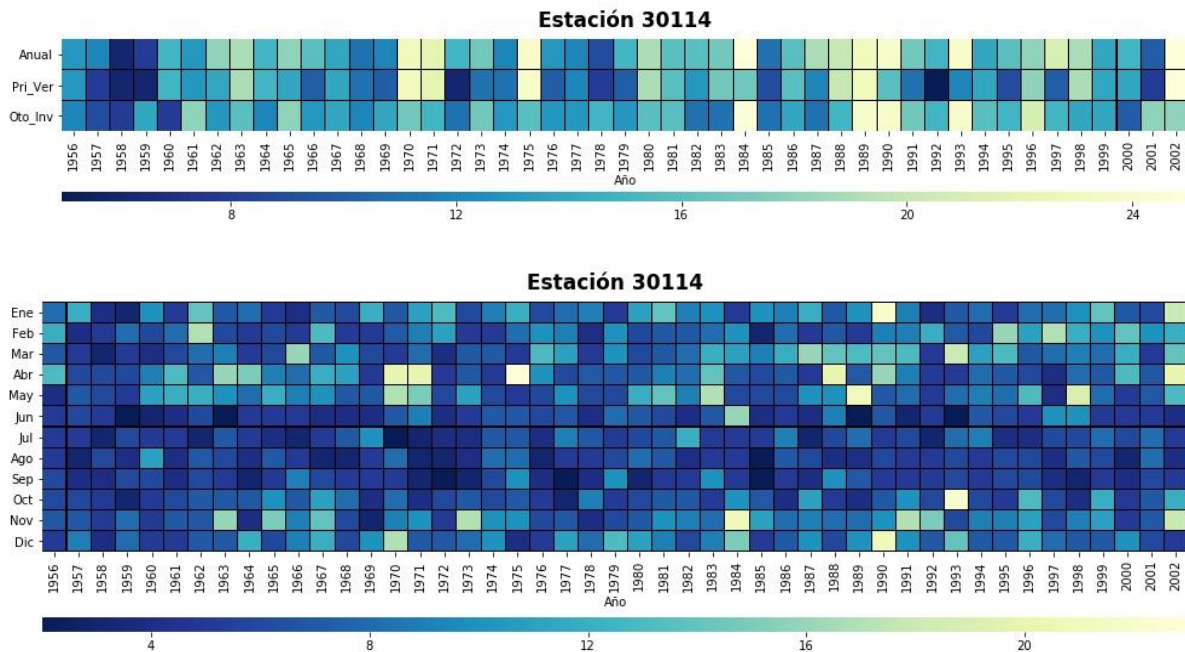 Estación 30114
Anual
Pri_Ver
Oto_Inv
1956 1957 1958 1959 1960 1961 1962 1963 1964 1965 1966 1967 1968 1969 1970 1971 1972 1973 1974 1975 1976 1977 1978 1979 1980 1981 1982 1983 1984 1985 1986 1987 1988 1989 1990 1991 1992 1993 1994 1995 1996 1997 1998 1999 2000 2001 2002
Año
8 12 16 20 24
Estación 30114
Ene
Feb
Mar
Abr
May
Jun
Jul
Ago
Sep
Oct
Nov
Dic
1956 1957 1958 1959 1960 1961 1962 1963 1964 1965 1966 1967 1968 1969 1970 1971 1972 1973 1974 1975 1976 1977 1978 1979 1980 1981 1982 1983 1984 1985 1986 1987 1988 1989 1990 1991 1992 1993 1994 1995 1996 1997 1998 1999 2000 2001 2002
Año
4 8 12 16 20